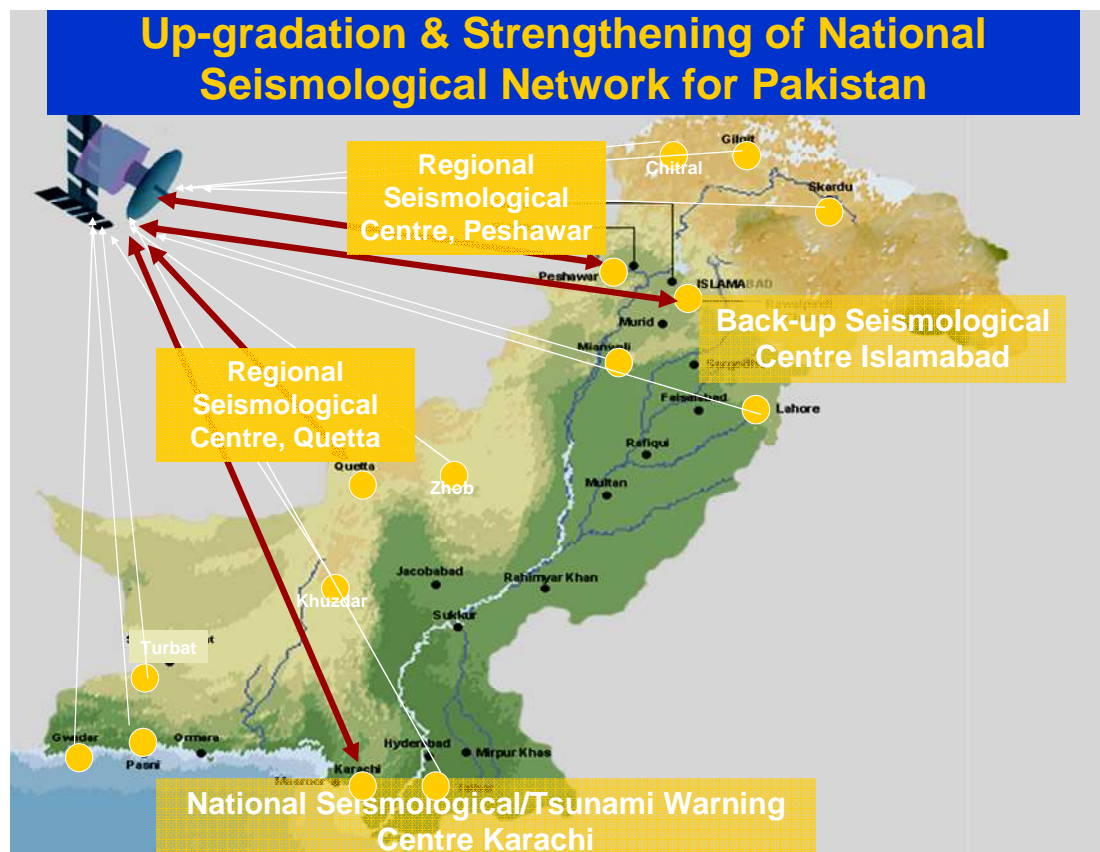 Up-gradation & Strengthening of National
Seismological Network for Pakistan
Regional
Seismological
Centre, Peshawar
Gilgit
Chitral
Skardu
Peshawar
ISLAMABAD
Back-up Seismological
Centre Islamabad
Murid
Mianwali
Regional
Seismological
Centre, Quetta
Faisalabad
Lahore
Rafiqui
Quetta
Zhob
Multan
Jacobabad
Rahimyar Khan
Khuzdar
Sukkur
Turbat
Gwadar
Pasni
Ormara
Hyderabad
Mirpur Khas
Karachi
National Seismological/Tsunami Warning
Centre Karachi